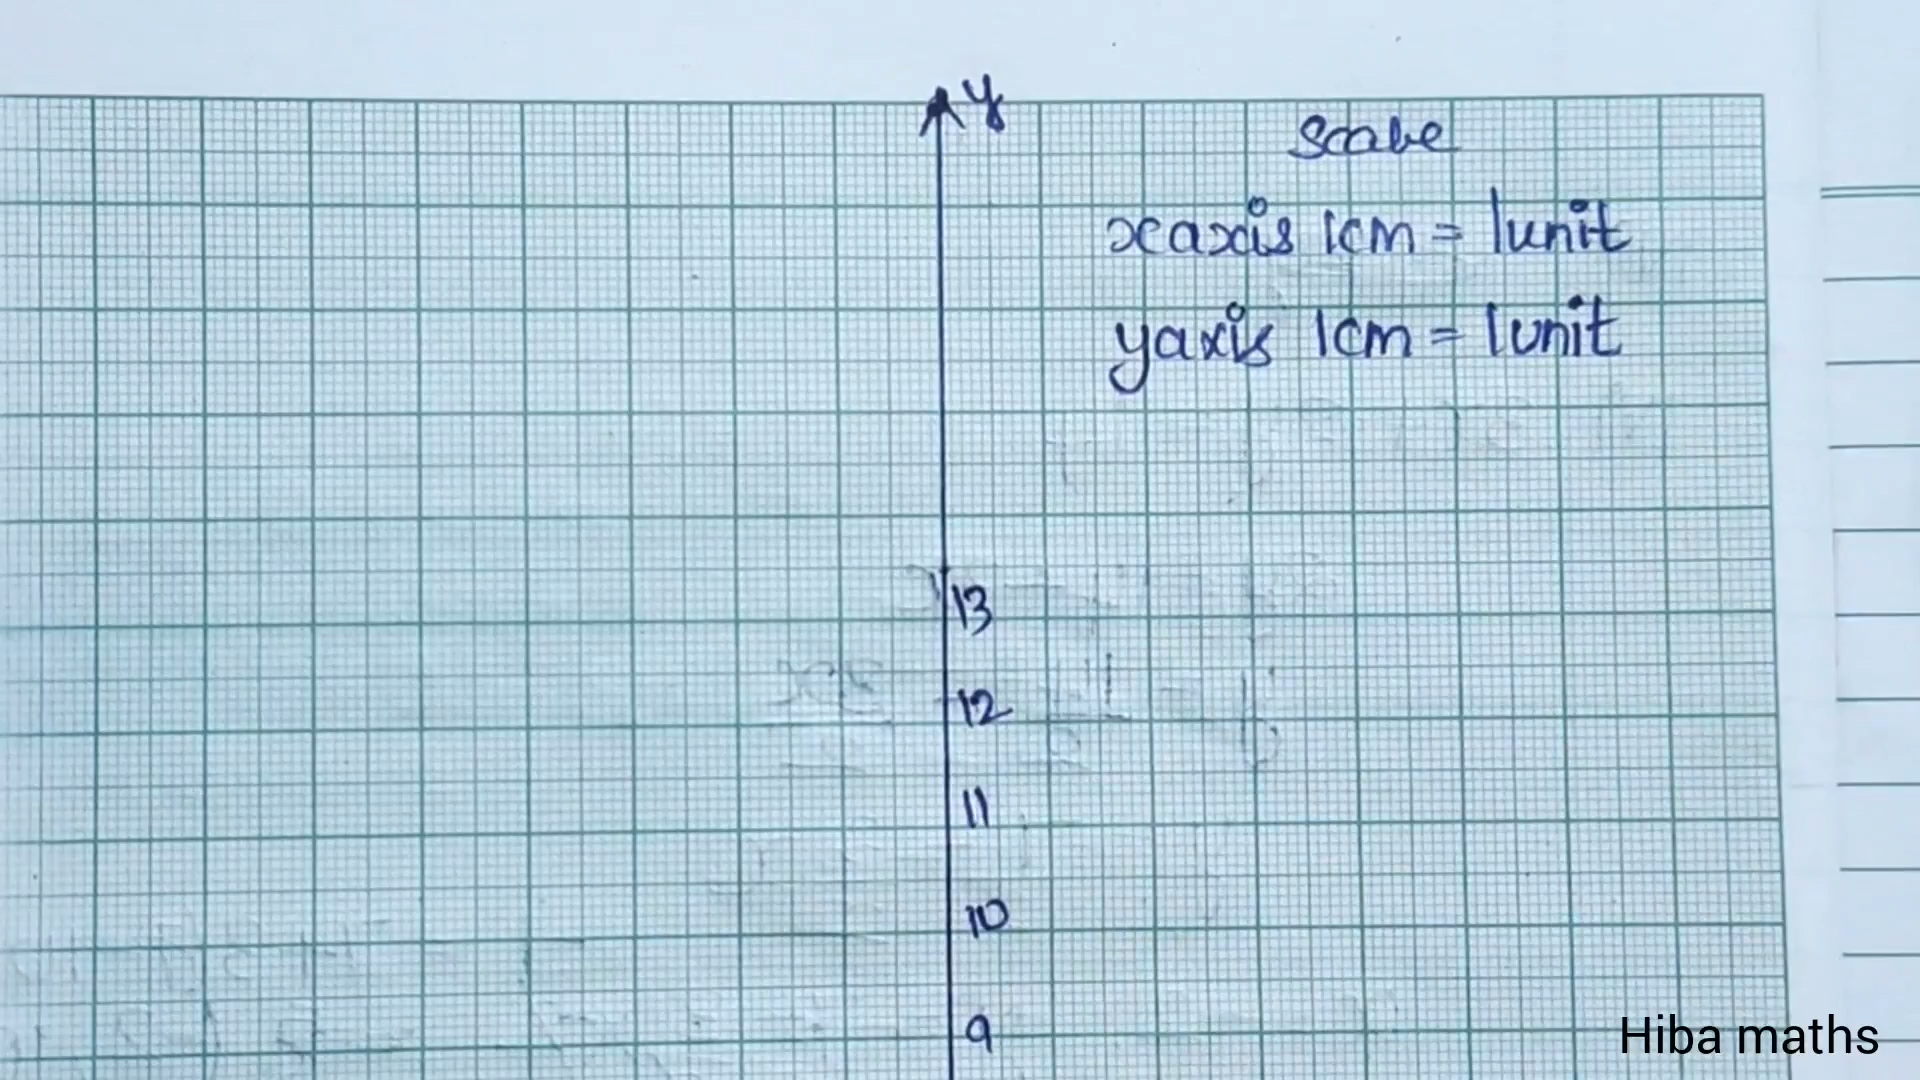 y
Scale
x axis 1cm = 1unit
y axis 1cm = 1unit
13
12
11
10
9
Hiba maths